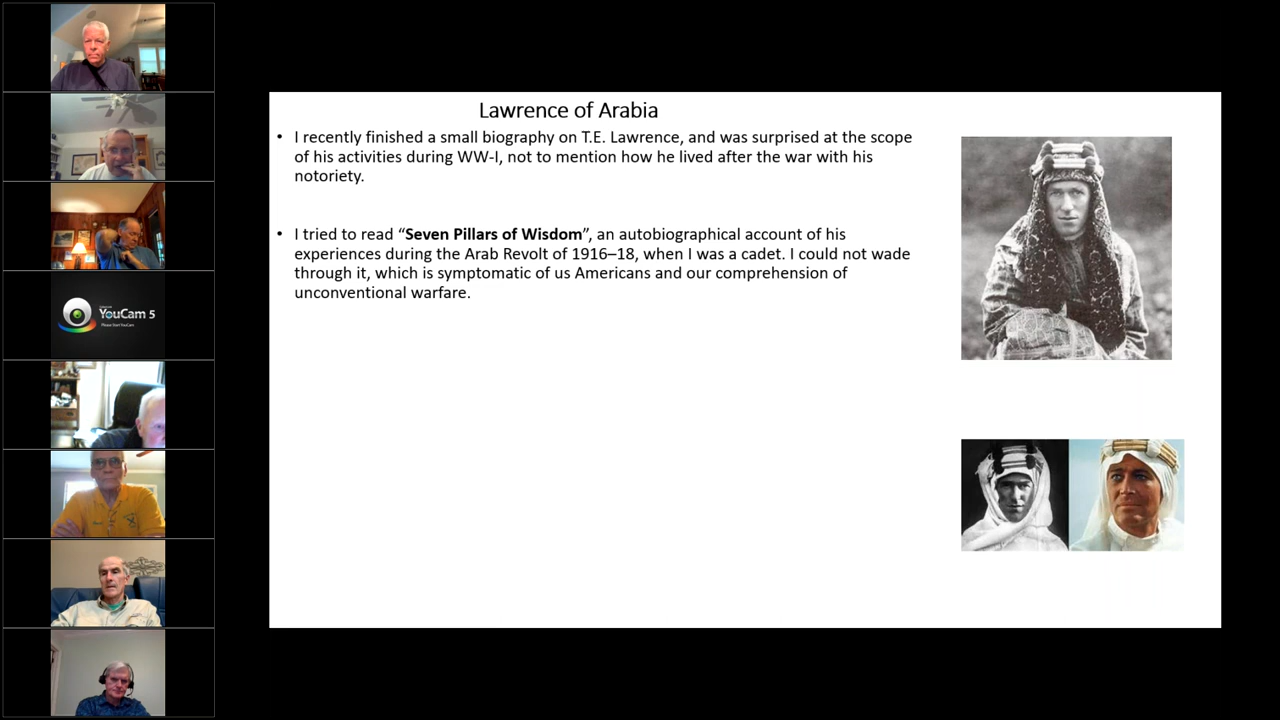 Lawrence of Arabia
• I recently finished a small biography on T.E. Lawrence, and was surprised at the scope
of his activities during WW-I, not to mention how he lived after the war with his
notoriety.
• I tried to read “Seven Pillars of Wisdom”, an autobiographical account of his
experiences during the Arab Revolt of 1916–18, when I was a cadet. I could not wade
through it, which is symptomatic of us Americans and our comprehension of
unconventional warfare.
YouCam 5
Please Start YouCam